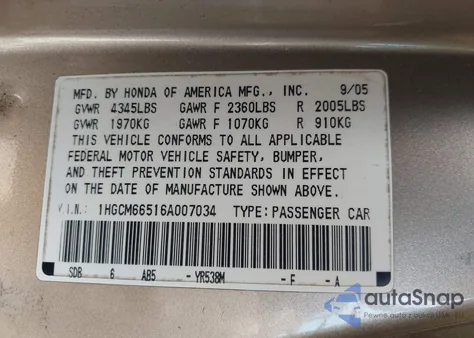 MFD. BY HONDA OF AMERICA MFG., INC. 9/05
GVWR 4345LBS GAWR F 2360LBS R 2005LBS
GVWR 1970KG GAWR F 1070KG R 910KG
THIS VEHICLE CONFORMS TO ALL APPLICABLE
FEDERAL MOTOR VEHICLE SAFETY, BUMPER,
AND THEFT PREVENTION STANDARDS IN EFFECT
ON THE DATE OF MANUFACTURE SHOWN ABOVE.
V.I.N.: 1HGCM66516A007034 TYPE: PASSENGER CAR
SDB 6 AB5 - YR538M - F - A
autoSnap